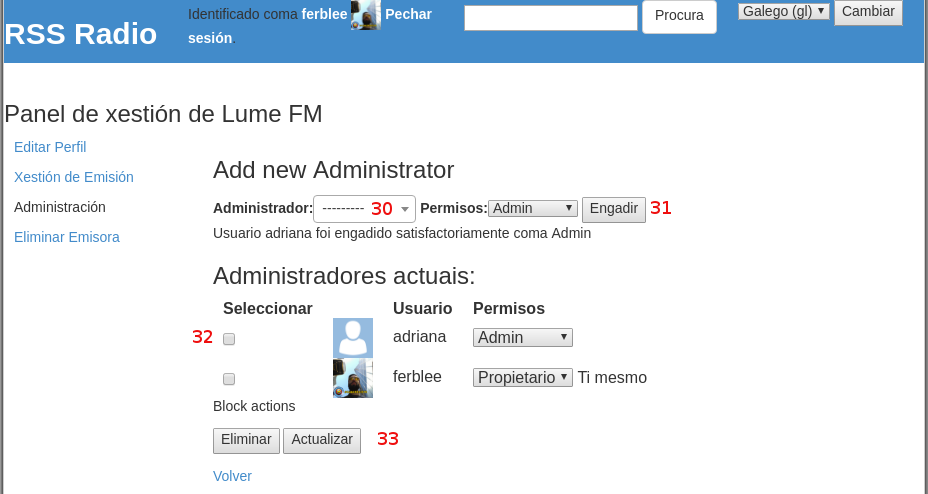 RSS Radio
Identificado coma ferblee Pechar
sesión.
Procura
Galego (gl)
Cambiar
Panel de xestión de Lume FM
Editar Perfil
Xestión de Emisión
Administración
Eliminar Emisora
Add new Administrator
Administrador: --------- 30 Permisos: Admin Engadir 31
Usuario adriana foi engadido satisfactoriamente coma Admin
Administradores actuais:
Seleccionar Usuario Permisos
32 adriana Admin
ferblee Propietario Ti mesmo
Block actions
Eliminar Actualizar 33
Volver